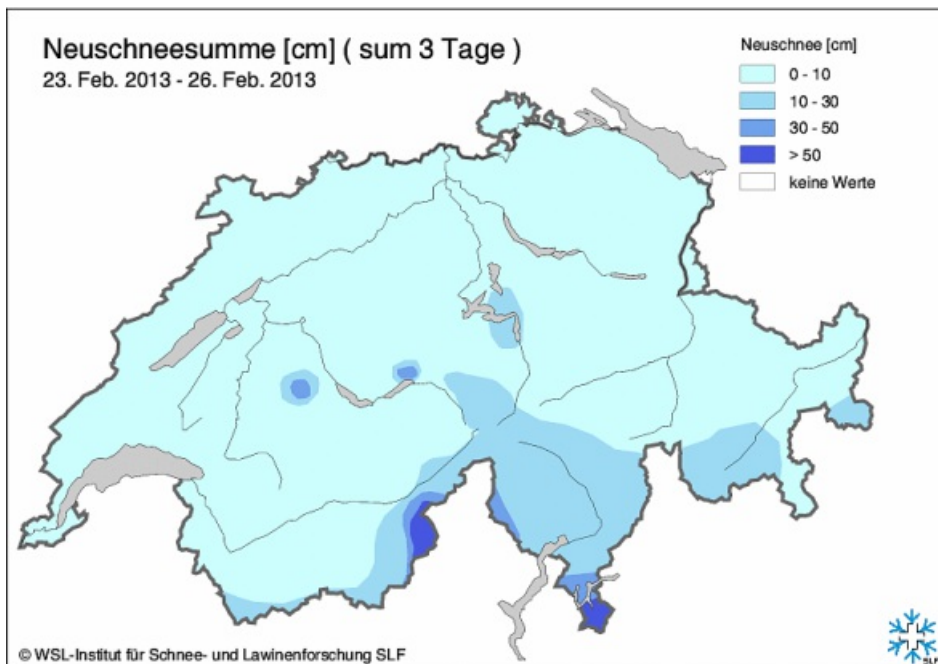 Neuschneesumme [cm] ( sum 3 Tage )
23. Feb. 2013 - 26. Feb. 2013
Neuschnee [cm]
0 - 10
10 - 30
30 - 50
> 50
keine Werte
© WSL-Institut für Schnee- und Lawinenforschung SLF
SLF